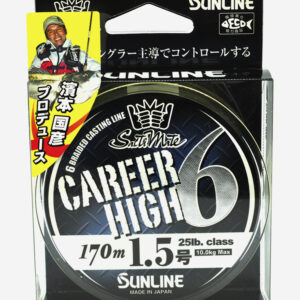 SUNLINE
ングラー主導でコントロールする
SUNLINE
濱本国彦
プロデュース
6 BRAIDED CASTING LINE
SaltiMate
CAREER
HIGH 6
170m 1.5号
25lb. class
10.0kg Max
SUNLINE
MADE IN JAPAN